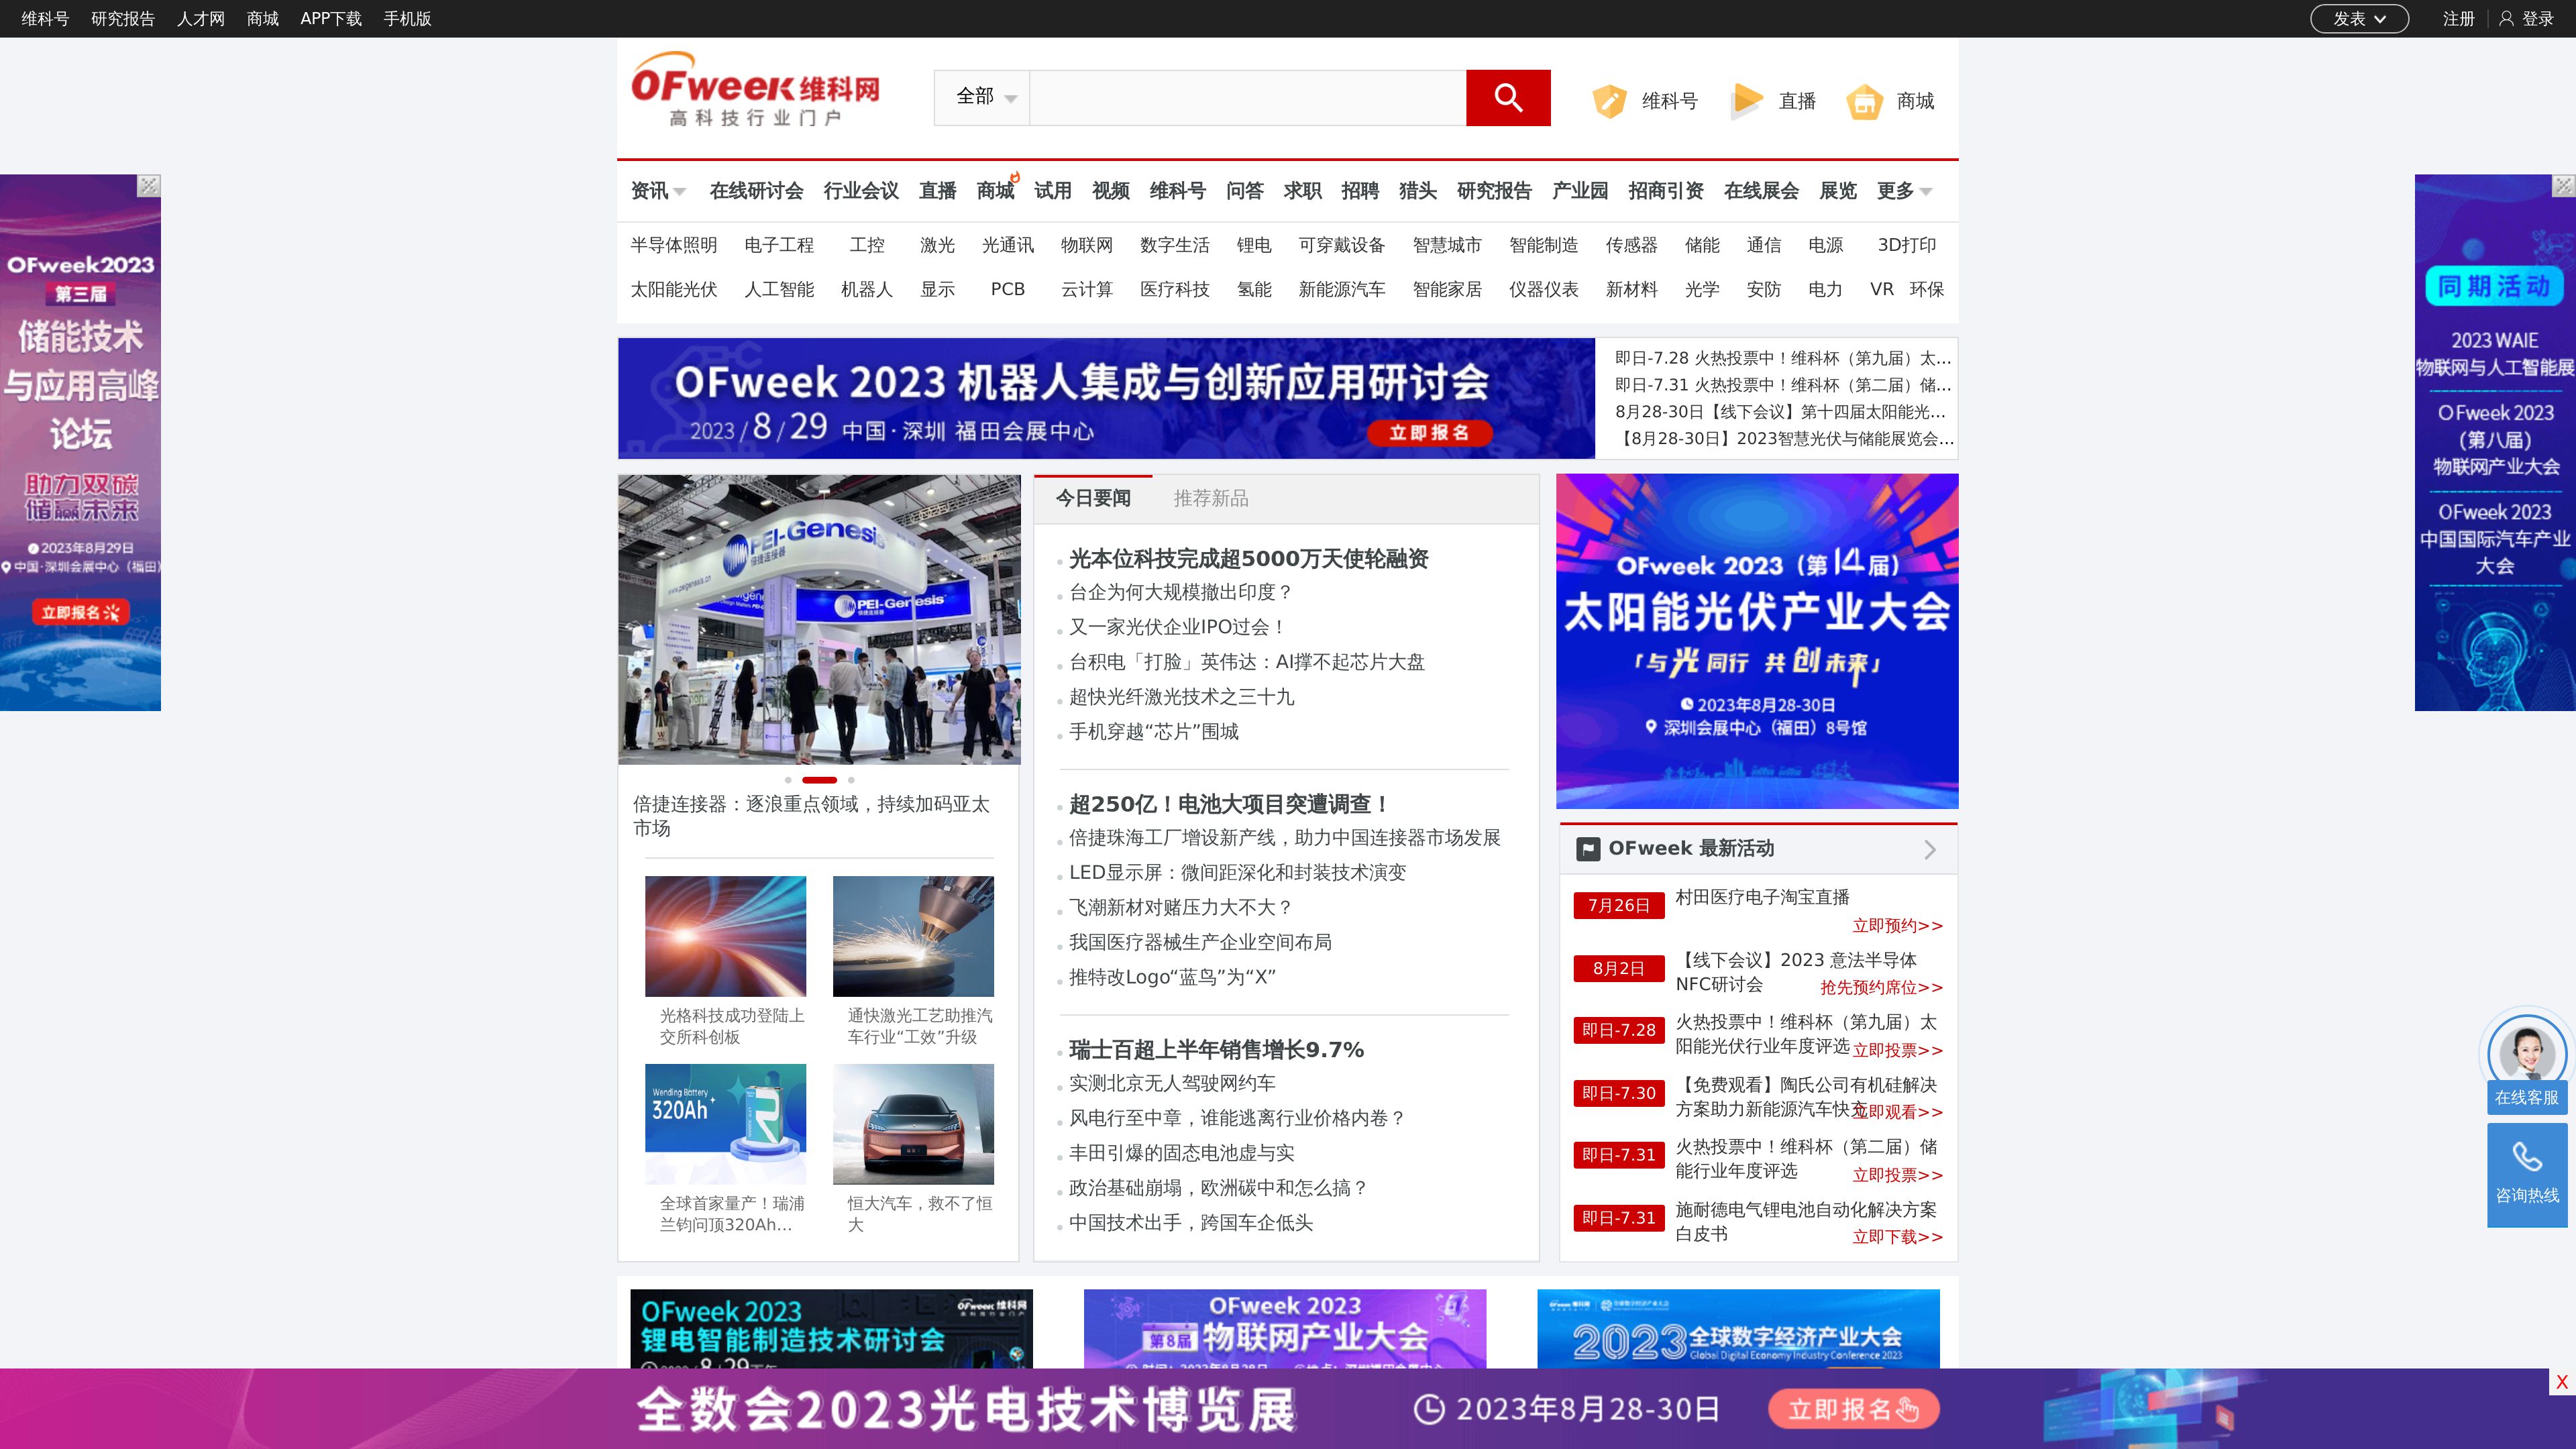 维科号 研究报告 人才网 商城 APP下载 手机版
发表 注册 登录
OFweek维科网
高科技行业门户
全部
维科号 直播 商城
资讯 在线研讨会 行业会议 直播 商城 试用 视频 维科号 问答 求职 招聘 猎头 研究报告 产业园 招商引资 在线展会 展览 更多
半导体照明 电子工程 工控 激光 光通讯 物联网 数字生活 锂电 可穿戴设备 智慧城市 智能制造 传感器 储能 通信 电源 3D打印
太阳能光伏 人工智能 机器人 显示 PCB 云计算 医疗科技 氢能 新能源汽车 智能家居 仪器仪表 新材料 光学 安防 电力 VR 环保
OFweek2023
第三届
储能技术
与应用高峰
论坛
助力双碳
储赢未来
2023年8月29日
中国·深圳会展中心（福田）
立即报名
同期活动
2023 WAIE
物联网与人工智能展
OFweek 2023
（第八届）
物联网产业大会
OFweek 2023
中国国际汽车产业
大会
OFweek 2023 机器人集成与创新应用研讨会
2023/8/29 中国·深圳 福田会展中心
立即报名
即日-7.28 火热投票中！维科杯（第九届）太...
即日-7.31 火热投票中！维科杯（第二届）储...
8月28-30日【线下会议】第十四届太阳能光...
【8月28-30日】2023智慧光伏与储能展览会...
PEI-Genesis
倍捷连接器
www.peigenesis.cn
PEI-Genesis
倍捷连接器：逐浪重点领域，持续加码亚太
市场
光格科技成功登陆上
交所科创板
通快激光工艺助推汽
车行业“工效”升级
Wending Battery
320Ah+
全球首家量产！瑞浦
兰钧问顶320Ah...
恒大汽车，救不了恒
大
今日要闻 推荐新品
光本位科技完成超5000万天使轮融资
台企为何大规模撤出印度？
又一家光伏企业IPO过会！
台积电「打脸」英伟达：AI撑不起芯片大盘
超快光纤激光技术之三十九
手机穿越“芯片”围城
超250亿！电池大项目突遭调查！
倍捷珠海工厂增设新产线，助力中国连接器市场发展
LED显示屏：微间距深化和封装技术演变
飞潮新材对赌压力大不大？
我国医疗器械生产企业空间布局
推特改Logo“蓝鸟”为“X”
瑞士百超上半年销售增长9.7%
实测北京无人驾驶网约车
风电行至中章，谁能逃离行业价格内卷？
丰田引爆的固态电池虚与实
政治基础崩塌，欧洲碳中和怎么搞？
中国技术出手，跨国车企低头
OFweek 2023（第14届）
太阳能光伏产业大会
「与光同行 共创未来」
2023年8月28-30日
深圳会展中心（福田）8号馆
OFweek 最新活动
7月26日 村田医疗电子淘宝直播
立即预约>>
8月2日 【线下会议】2023 意法半导体
NFC研讨会 抢先预约席位>>
即日-7.28 火热投票中！维科杯（第九届）太
阳能光伏行业年度评选 立即投票>>
即日-7.30 【免费观看】陶氏公司有机硅解决
方案助力新能源汽车快充 立即观看>>
即日-7.31 火热投票中！维科杯（第二届）储
能行业年度评选 立即投票>>
即日-7.31 施耐德电气锂电池自动化解决方案
白皮书 立即下载>>
在线客服
咨询热线
OFweek 2023
OFweek 维科网
锂电智能制造技术研讨会
OFweek 2023
第8届 物联网产业大会
2023全球数字经济产业大会
Global Digital Economy Industry Conference 2023
全数会2023光电技术博览展 2023年8月28-30日 立即报名
X